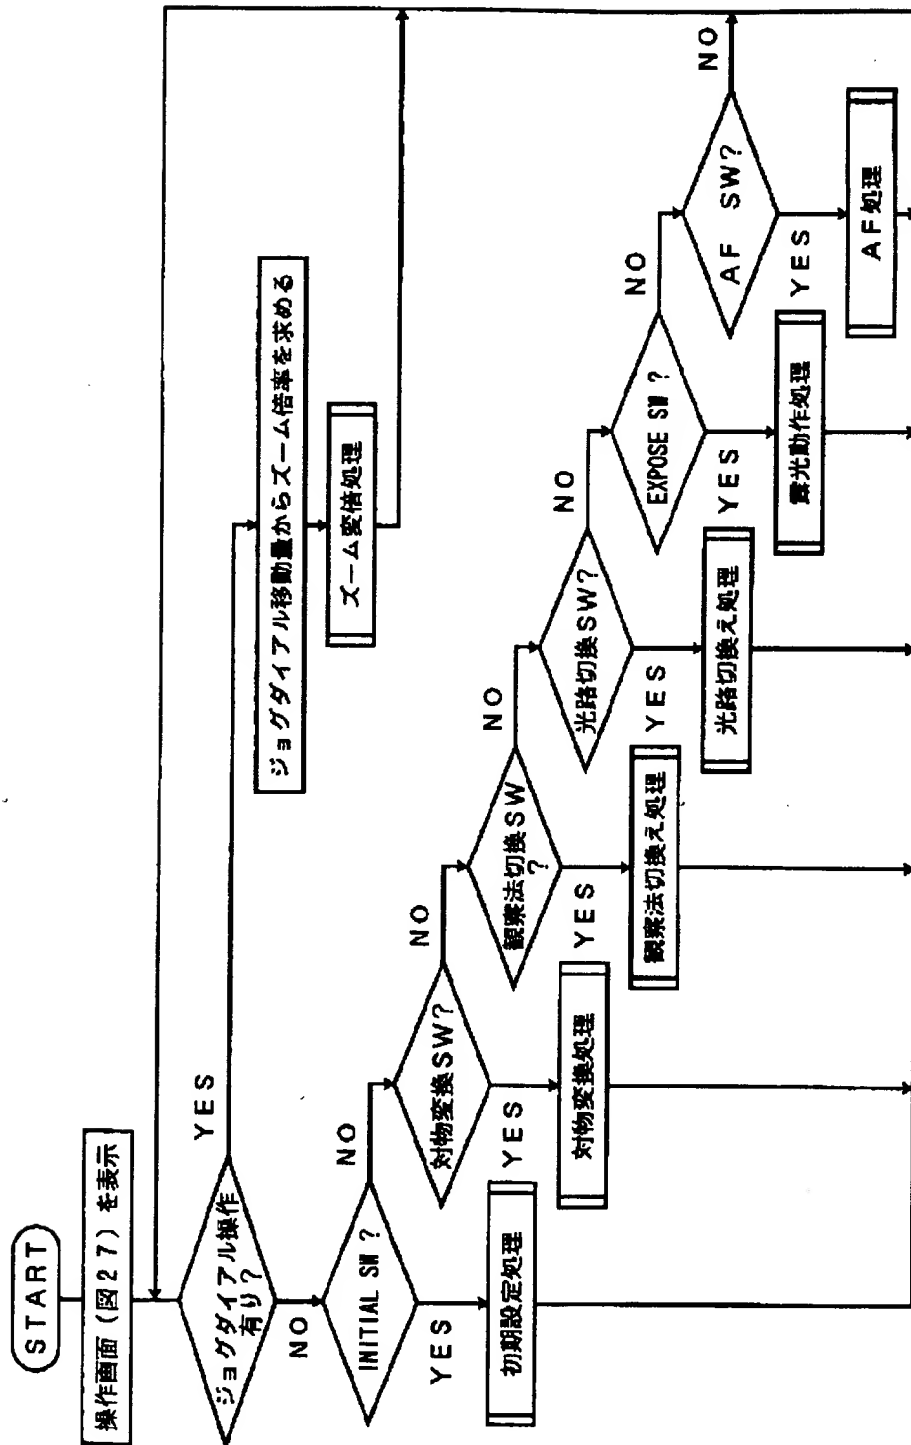 START
操作画面(図27)を表示
ジョグダイアル操作
有り?
YES
NO
ジョグダイアル移動量からズーム倍率を求める
ズーム変倍処理
INITIAL SW?
NO
YES
初期設定処理
対物変換SW?
NO
YES
対物変換処理
観察法切換SW
?
NO
YES
観察法切換え処理
光路切換SW?
NO
YES
光路切換え処理
EXPOSE SW?
NO
YES
露光動作処理
AF SW?
NO
YES
AF処理